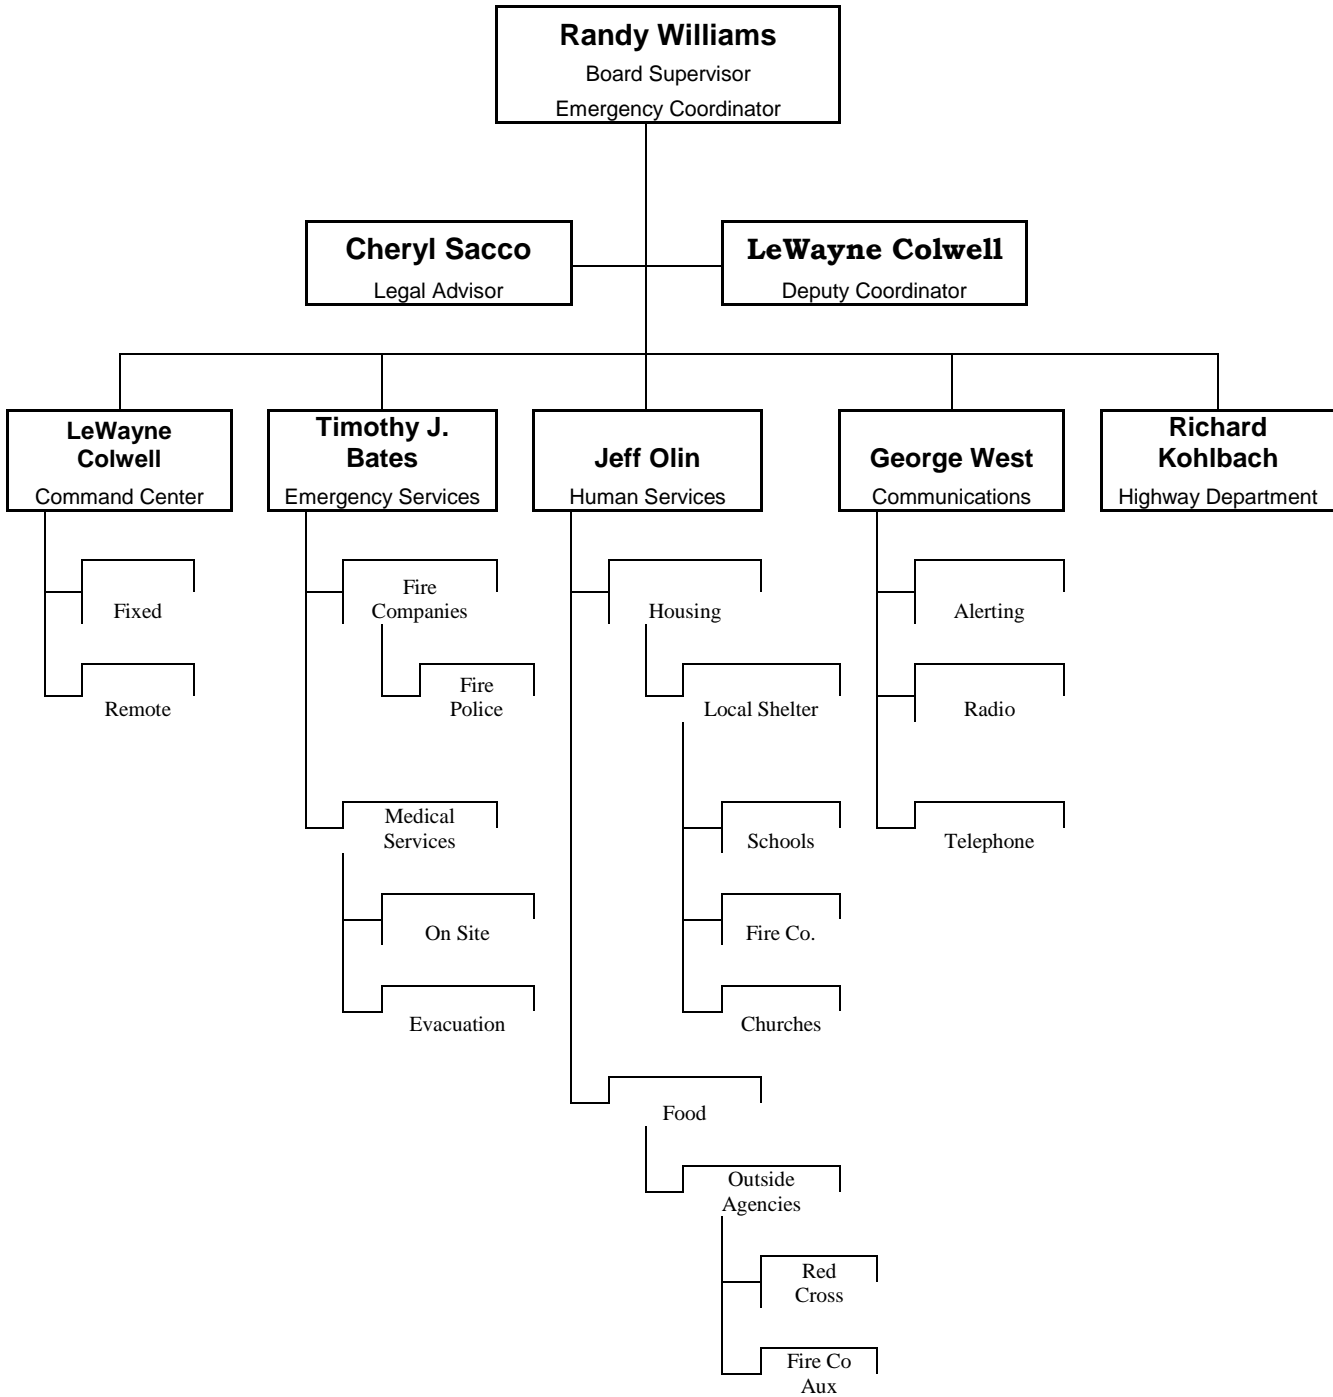 Randy Williams
Board Supervisor
Emergency Coordinator
Cheryl Sacco
Legal Advisor
LeWayne Colwell
Deputy Coordinator
LeWayne
Colwell
Command Center
Timothy J.
Bates
Emergency Services
Jeff Olin
Human Services
George West
Communications
Richard
Kohlbach
Highway Department
Fixed
Remote
Fire
Companies
Fire
Police
Medical
Services
On Site
Evacuation
Housing
Local Shelter
Schools
Fire Co.
Churches
Food
Outside
Agencies
Red
Cross
Fire Co
Aux
Alerting
Radio
Telephone